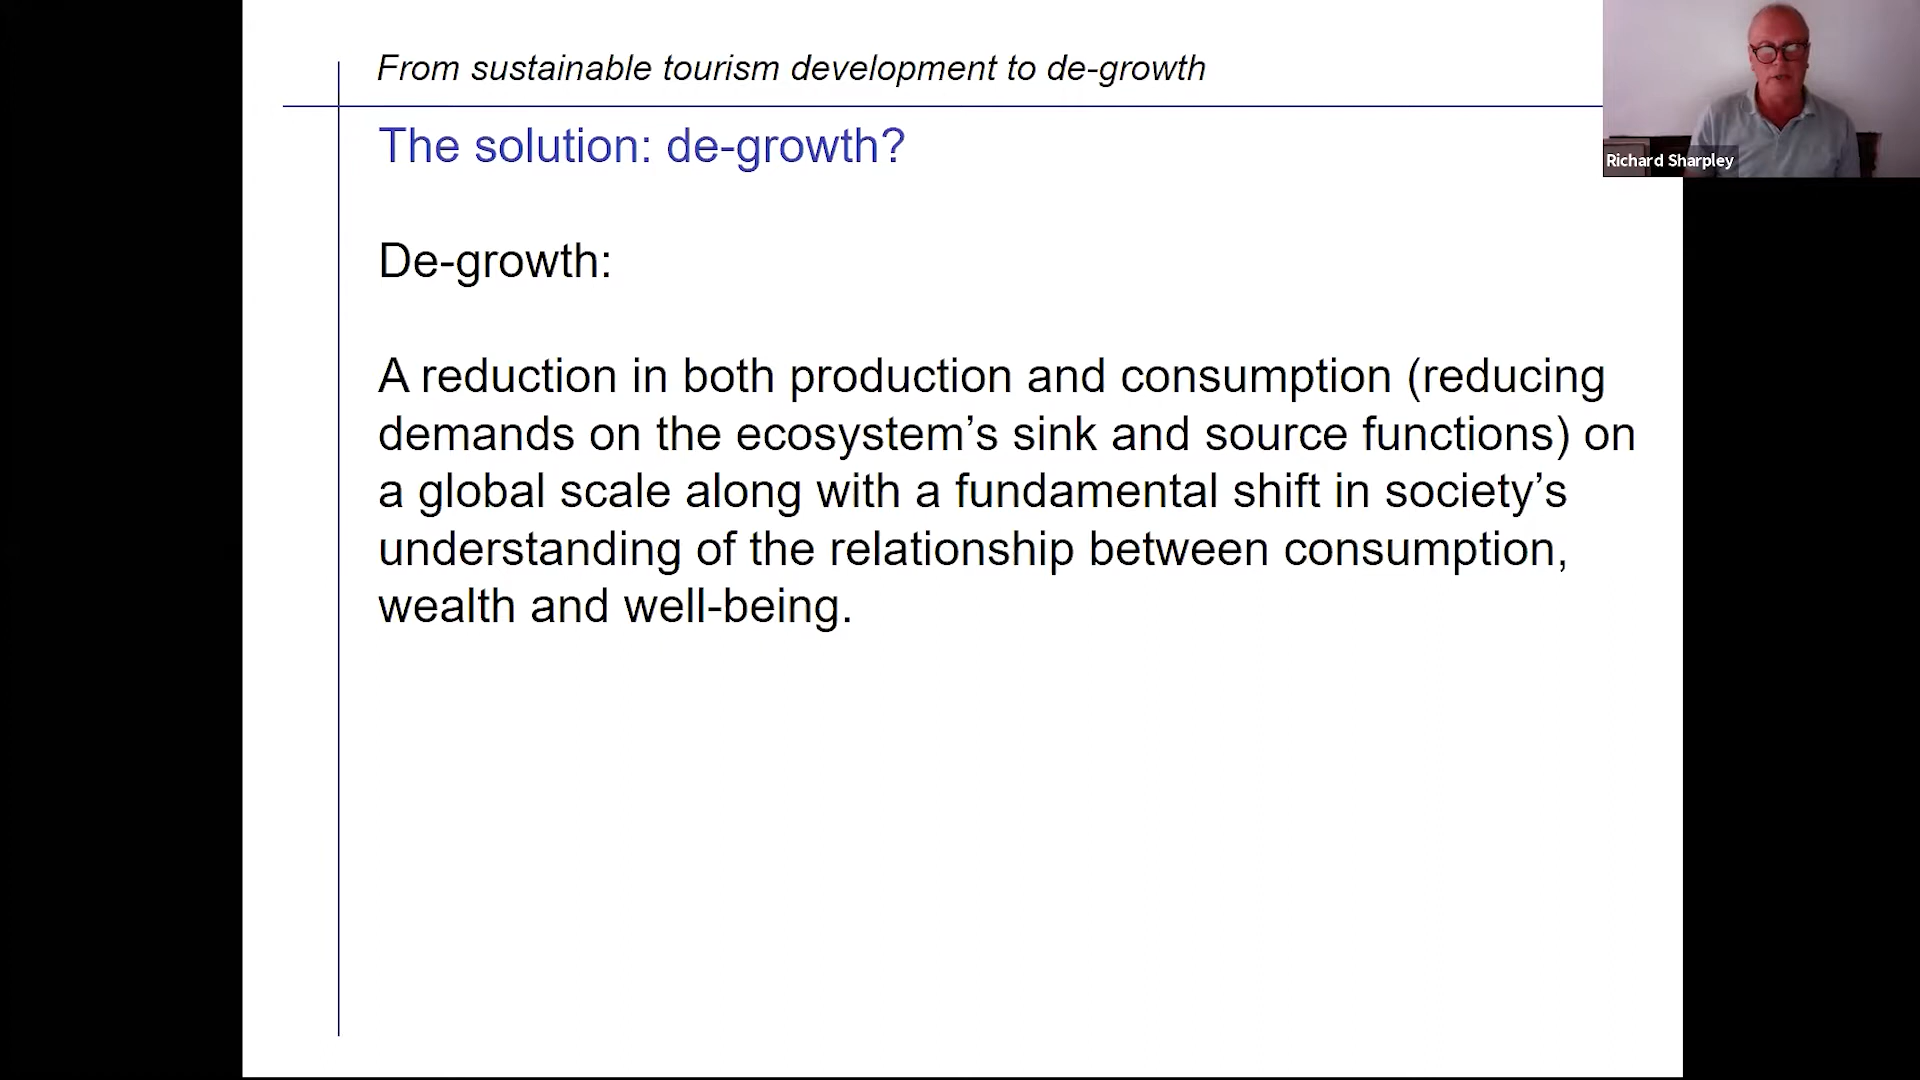 From sustainable tourism development to de-growth
The solution: de-growth?
Richard Sharpley
De-growth:
A reduction in both production and consumption (reducing
demands on the ecosystem’s sink and source functions) on
a global scale along with a fundamental shift in society’s
understanding of the relationship between consumption,
wealth and well-being.